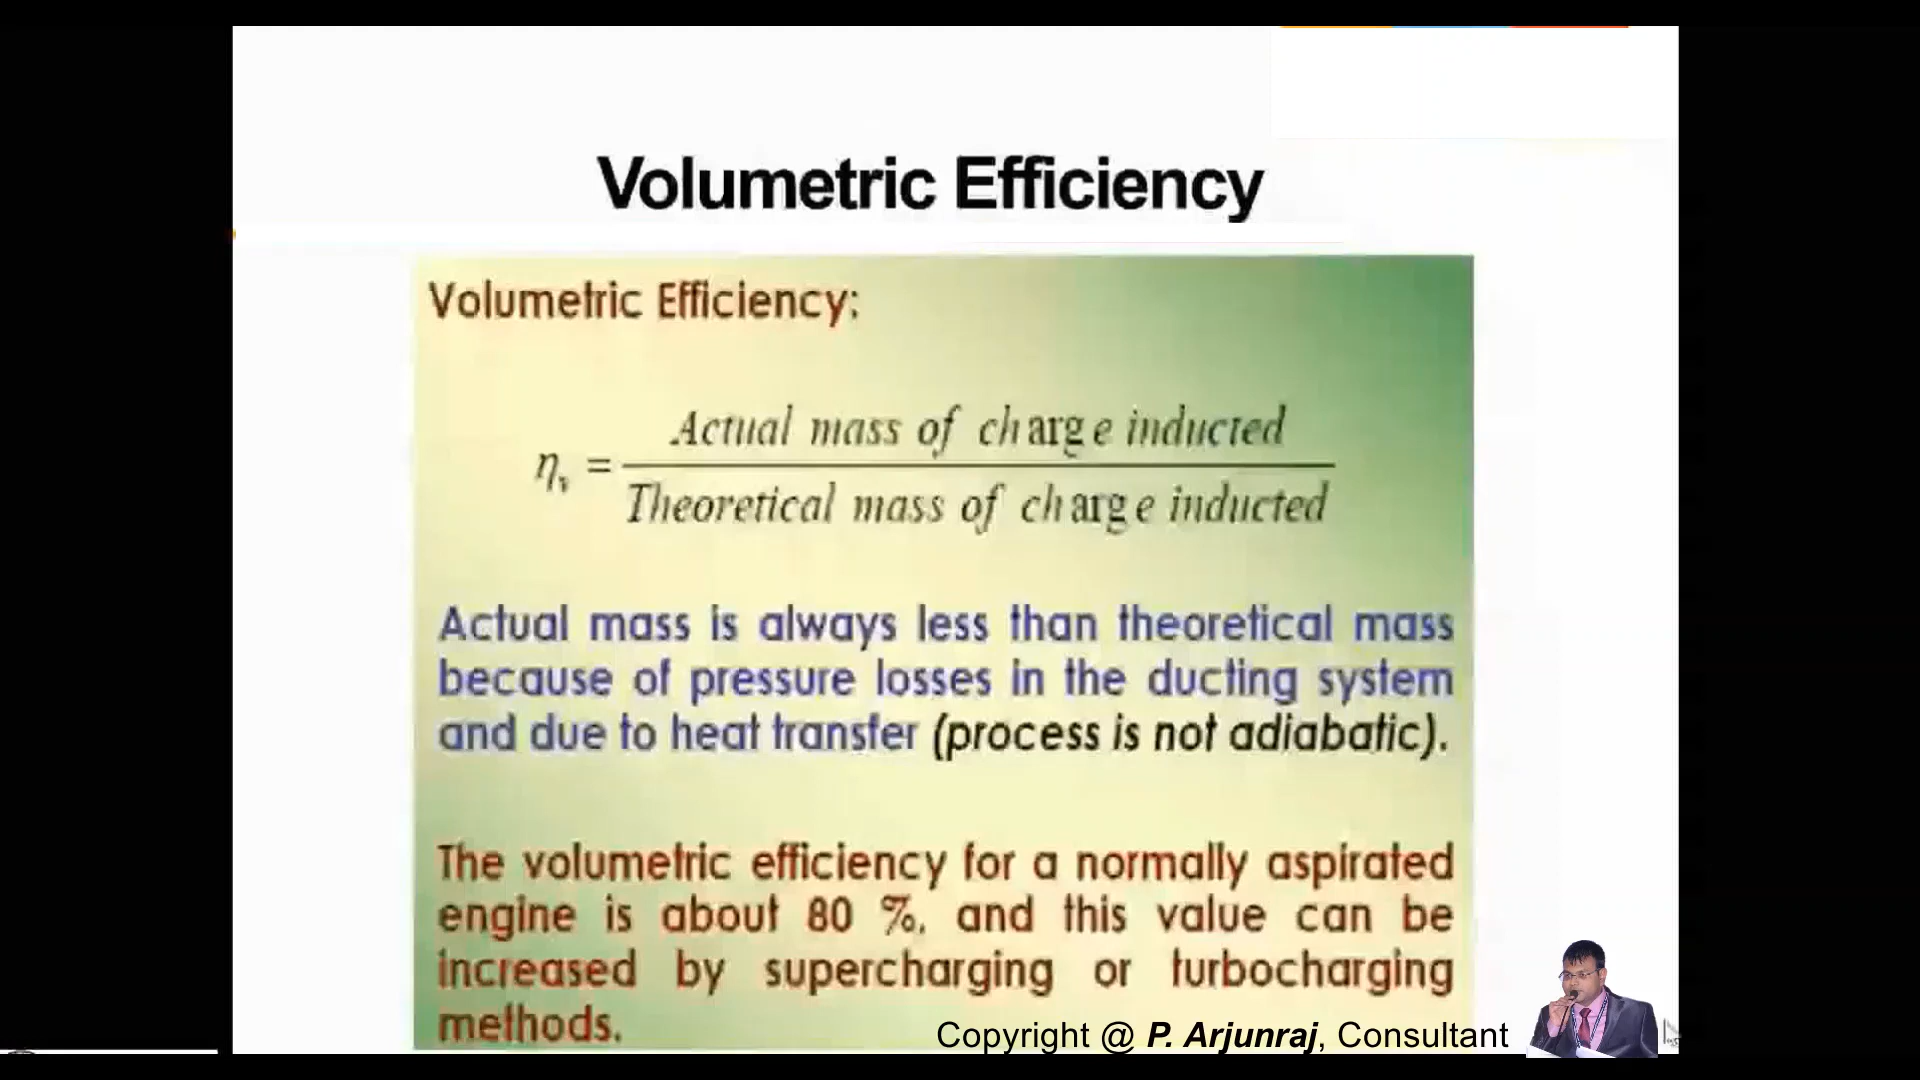 Volumetric Efficiency
Volumetric Efficiency:
Actual mass of charge inducted
ηv =
Theoretical mass of charge inducted
Actual mass is always less than theoretical mass
because of pressure losses in the ducting system
and due to heat transfer (process is not adiabatic).
The volumetric efficiency for a normally aspirated
engine is about 80 %, and this value can be
increased by supercharging or turbocharging
methods.
Copyright @ P. Arjunraj, Consultant